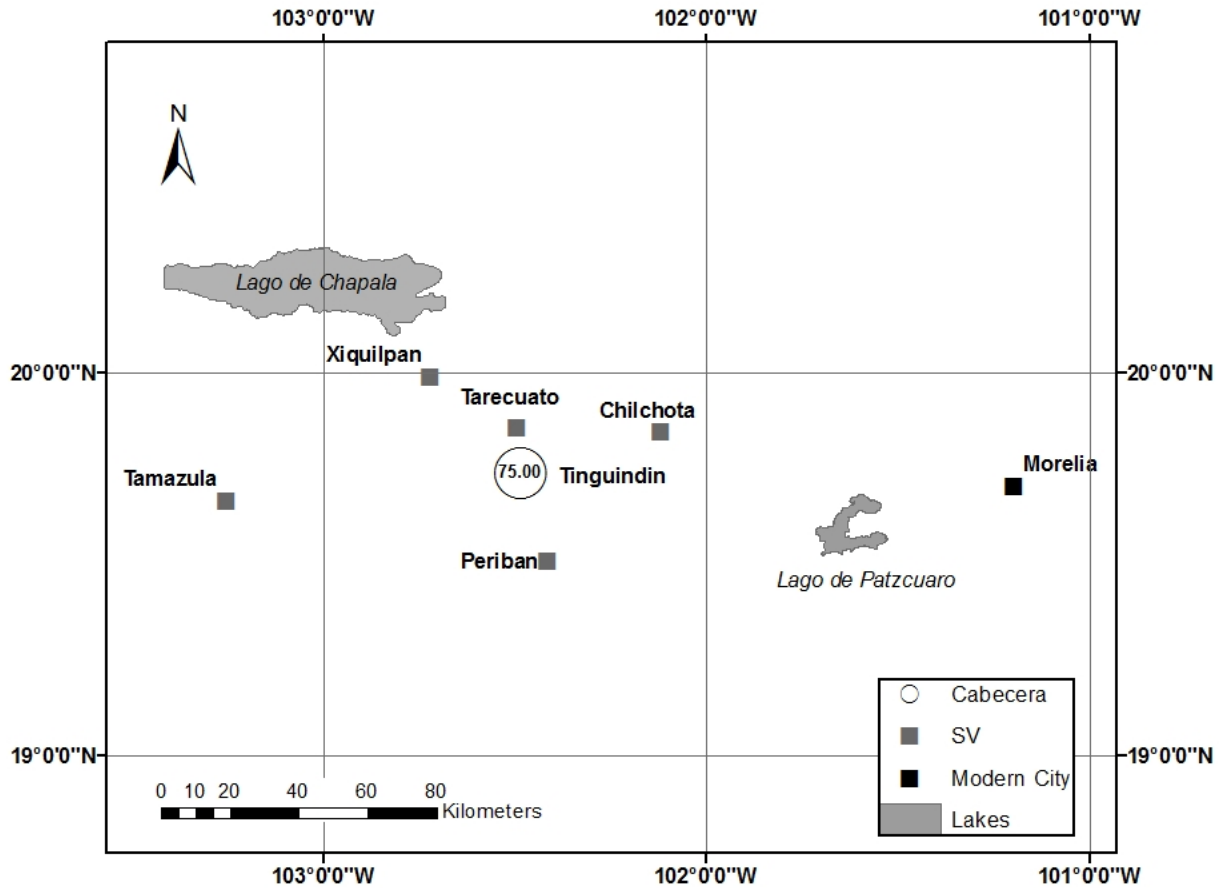 103°0'0"W 102°0'0"W 101°0'0"W
N
Lago de Chapala
Xiquilpan
20°0'0"N 20°0'0"N
Tarecuato
Chilchota
Morelia
75.00 Tinguindin
Tamazula
Periban
Lago de Patzcuaro
Cabecera
SV
19°0'0"N 19°0'0"N
Modern City
0 10 20 40 60 80
Kilometers
Lakes
103°0'0"W 102°0'0"W 101°0'0"W